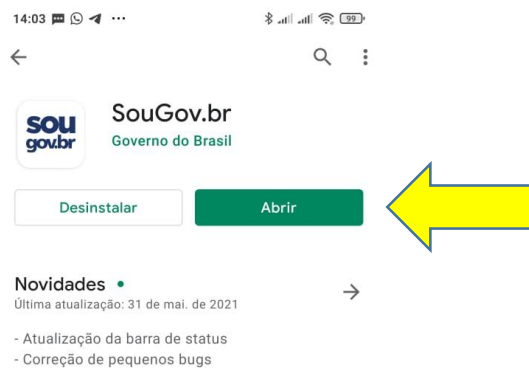 14:03
99
sou
gov.br
SouGov.br
Governo do Brasil
Desinstalar
Abrir
Novidades
Última atualização: 31 de mai. de 2021
- Atualização da barra de status
- Correção de pequenos bugs